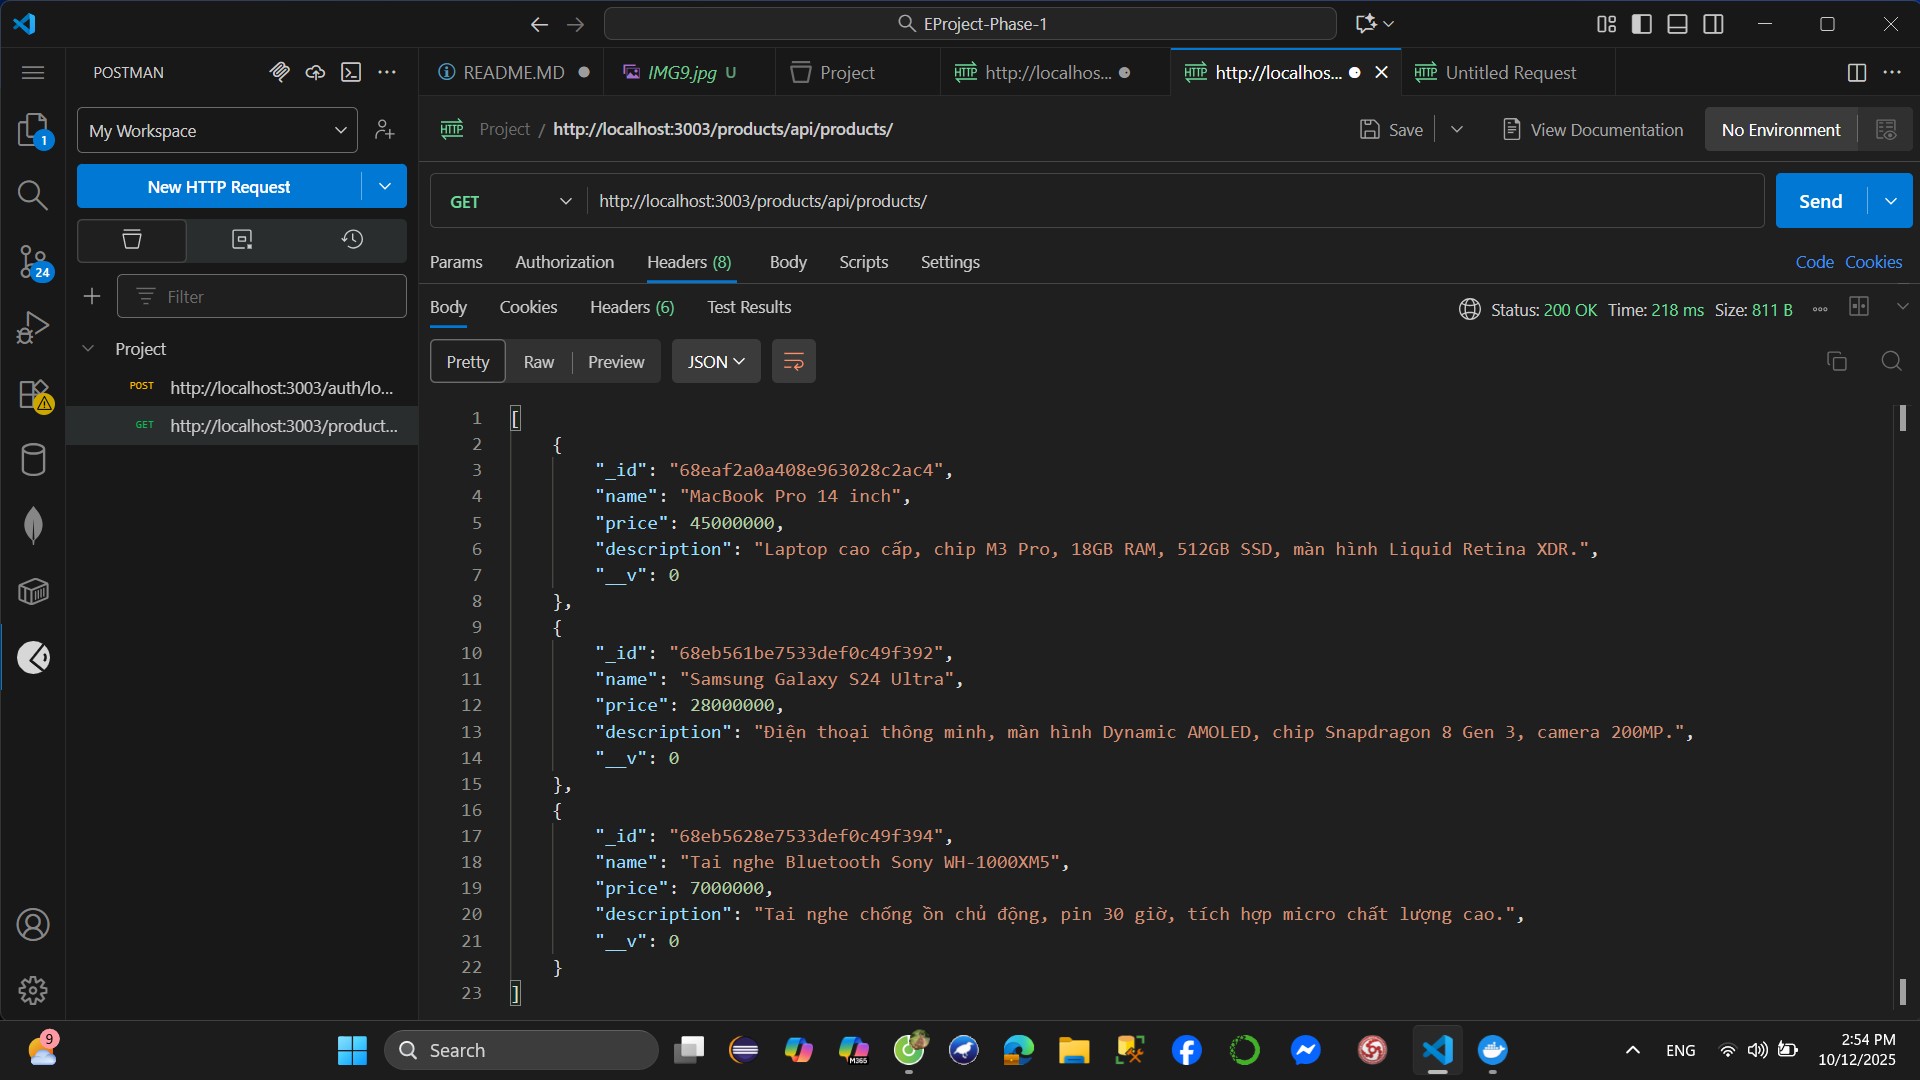 EProject-Phase-1
POSTMAN
README.MD
IMG9.jpg U
Project
http://localhos...
http://localhos...
Untitled Request
My Workspace
Project / http://localhost:3003/products/api/products/
Save
View Documentation
No Environment
1
New HTTP Request
GET
http://localhost:3003/products/api/products/
Send
Params
Authorization
Headers (8)
Body
Scripts
Settings
Code
Cookies
24
Filter
Body
Cookies
Headers (6)
Test Results
Status: 200 OK Time: 218 ms Size: 811 B
Project
POST http://localhost:3003/auth/lo...
GET http://localhost:3003/product...
Pretty
Raw
Preview
JSON
1 [
2 {
3 "_id": "68eaf2a0a408e963028c2ac4",
4 "name": "MacBook Pro 14 inch",
5 "price": 45000000,
6 "description": "Laptop cao cấp, chip M3 Pro, 18GB RAM, 512GB SSD, màn hình Liquid Retina XDR.",
7 "__v": 0
8 },
9 {
10 "_id": "68eb561be7533def0c49f392",
11 "name": "Samsung Galaxy S24 Ultra",
12 "price": 28000000,
13 "description": "Điện thoại thông minh, màn hình Dynamic AMOLED, chip Snapdragon 8 Gen 3, camera 200MP.",
14 "__v": 0
15 },
16 {
17 "_id": "68eb5628e7533def0c49f394",
18 "name": "Tai nghe Bluetooth Sony WH-1000XM5",
19 "price": 7000000,
20 "description": "Tai nghe chống ồn chủ động, pin 30 giờ, tích hợp micro chất lượng cao.",
21 "__v": 0
22 }
23 ]
9
Search
M365
ENG
2:54 PM
10/12/2025